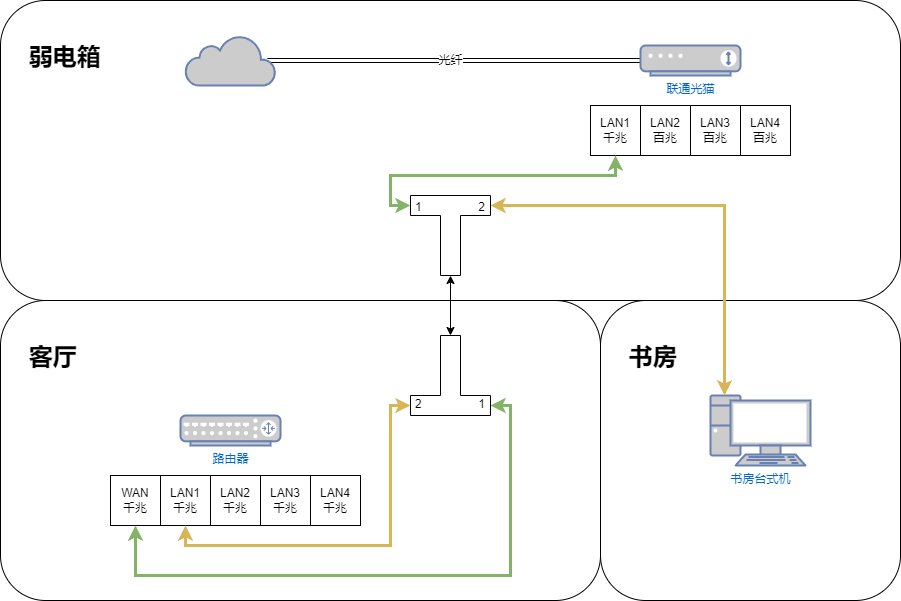 弱电箱
光纤
联通光猫
LAN1 LAN2 LAN3 LAN4
千兆 百兆 百兆 百兆
1 2
客厅
书房
2 1
路由器
书房台式机
WAN LAN1 LAN2 LAN3 LAN4
千兆 千兆 千兆 千兆 千兆